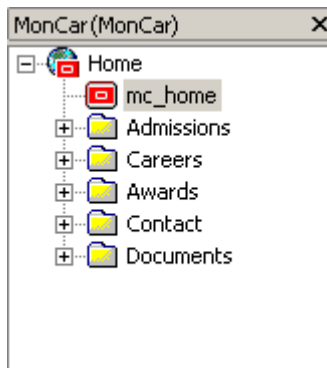 MonCar(MonCar)
Home
mc_home
Admissions
Careers
Awards
Contact
Documents